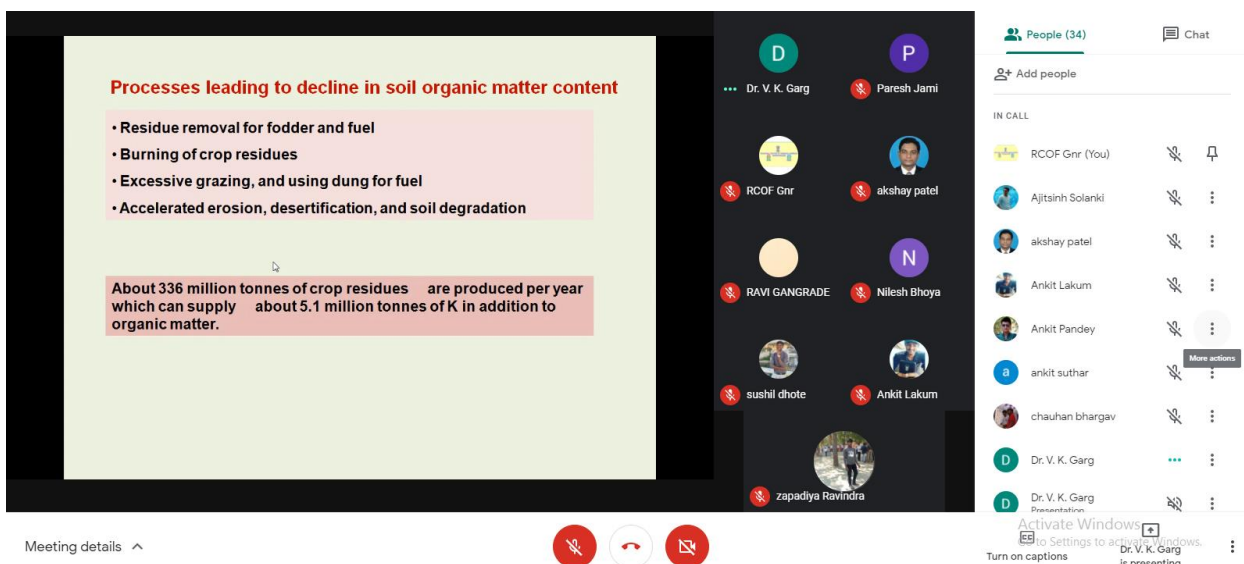 Processes leading to decline in soil organic matter content
• Residue removal for fodder and fuel
• Burning of crop residues
• Excessive grazing, and using dung for fuel
• Accelerated erosion, desertification, and soil degradation
About 336 million tonnes of crop residues are produced per year
which can supply about 5.1 million tonnes of K in addition to
organic matter.
D
Dr. V. K. Garg
P
Paresh Jami
RCOF Gnr
akshay patel
RAVI GANGRADE
N
Nilesh Bhoya
sushil dhote
Ankit Lakum
zapadiya Ravindra
People (34)
Chat
Add people
IN CALL
RCOF Gnr (You)
Ajitsinh Solanki
akshay patel
Ankit Lakum
Ankit Pandey
More actions
a
ankit suthar
chauhan bhargav
D
Dr. V. K. Garg
D
Dr. V. K. Garg
Presentation
Meeting details
Activate Windows
to Settings to activate Windows.
CC
Turn on captions
Dr. V. K. Garg
is presenting